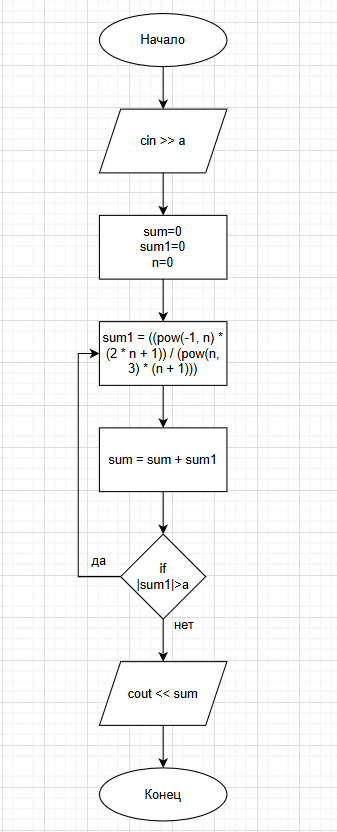 Начало
cin >> a
sum=0
sum1=0
n=0
sum1 = ((pow(-1, n) *
(2 * n + 1)) / (pow(n,
3) * (n + 1)))
sum = sum + sum1
да
if
|sum1|>a
нет
cout << sum
Конец